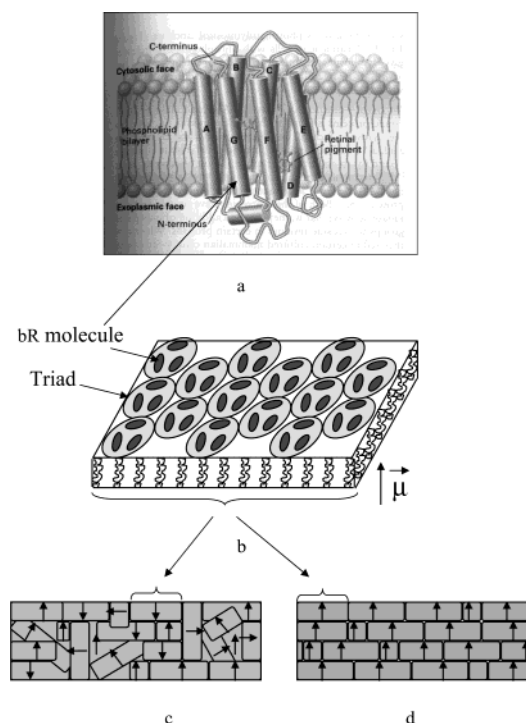 C-terminus
Cytosolic face
B
C
Phospholipid
bilayer
A
G
F
E
Retinal
pigment
D
Exoplasmic face
N-terminus
a
bR molecule
Triad
μ
b
c
d